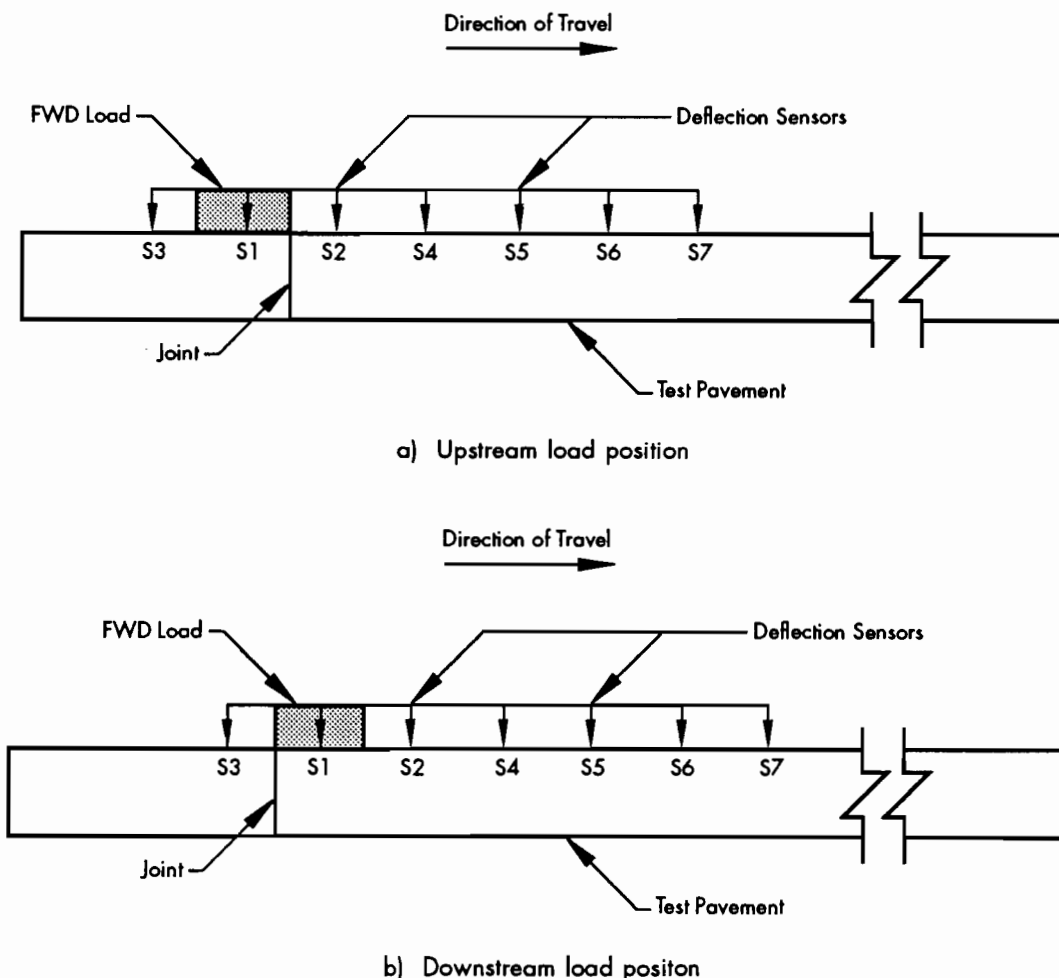 Direction of Travel
FWD Load
Deflection Sensors
S3 S1 S2 S4 S5 S6 S7
Joint
Test Pavement
a) Upstream load position
Direction of Travel
FWD Load
Deflection Sensors
S3 S1 S2 S4 S5 S6 S7
Joint
Test Pavement
b) Downstream load positon